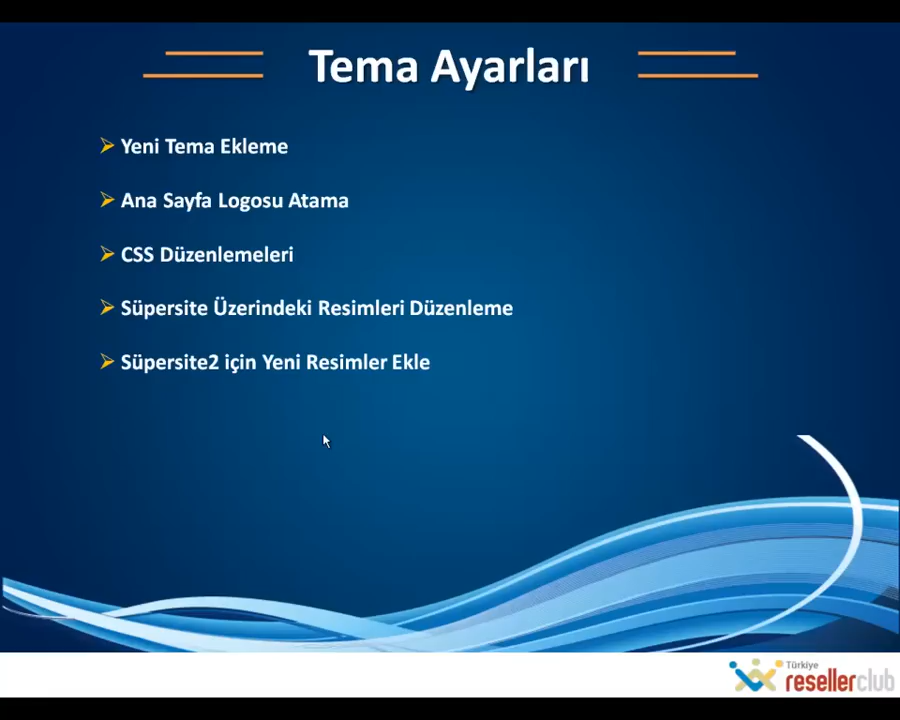 Tema Ayarları
Yeni Tema Ekleme
Ana Sayfa Logosu Atama
CSS Düzenlemeleri
Süpersite Üzerindeki Resimleri Düzenleme
Süpersite2 için Yeni Resimler Ekle
Türkiye
resellerclub